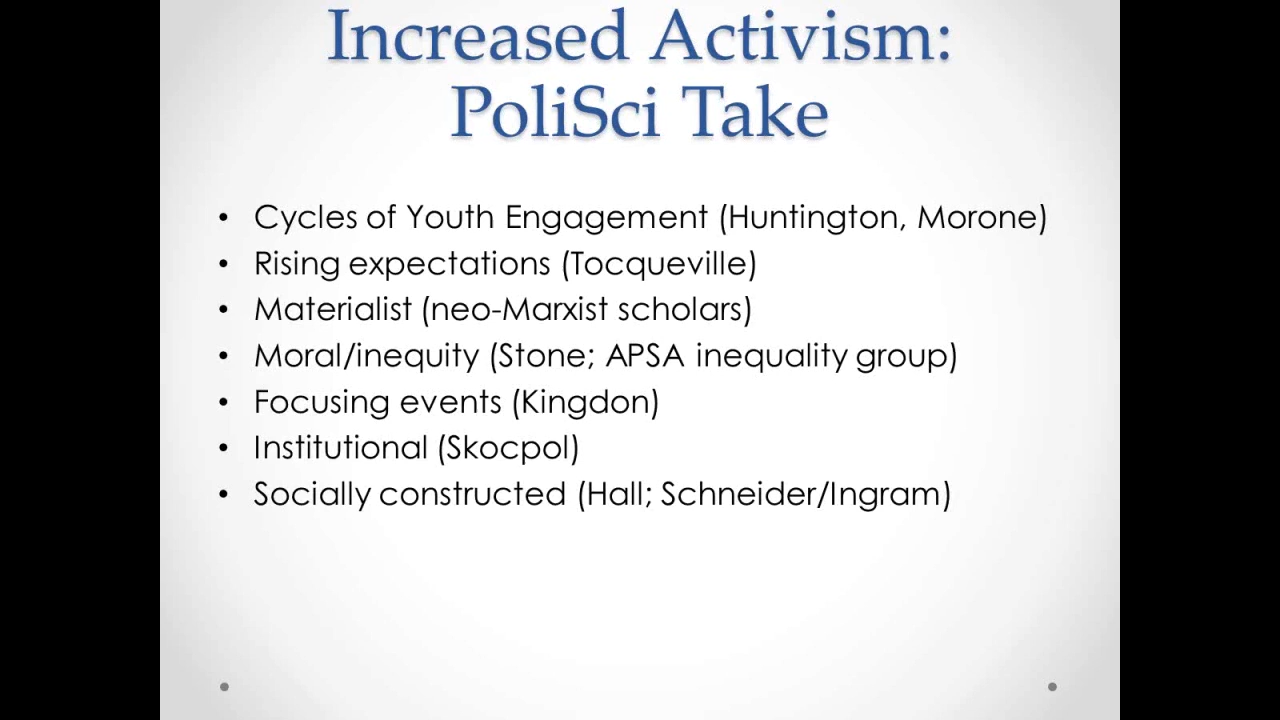 Increased Activism:
PoliSci Take
• Cycles of Youth Engagement (Huntington, Morone)
• Rising expectations (Tocqueville)
• Materialist (neo-Marxist scholars)
• Moral/inequity (Stone; APSA inequality group)
• Focusing events (Kingdon)
• Institutional (Skocpol)
• Socially constructed (Hall; Schneider/Ingram)